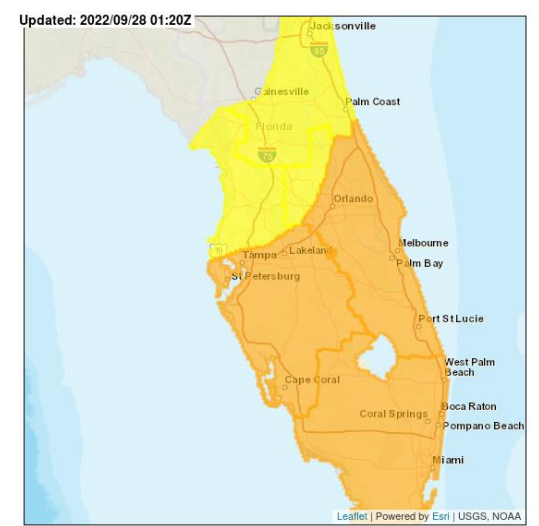 Updated: 2022/09/28 01:20Z
Jacksonville
95
Gainesville
Palm Coast
Florida
75
Orlando
19
Melbourne
Tampa
Lakeland
Palm Bay
St Petersburg
Port St Lucie
West Palm
Beach
Cape Coral
Boca Raton
Coral Springs
Pompano Beach
Miami
Leaflet | Powered by Esri | USGS, NOAA